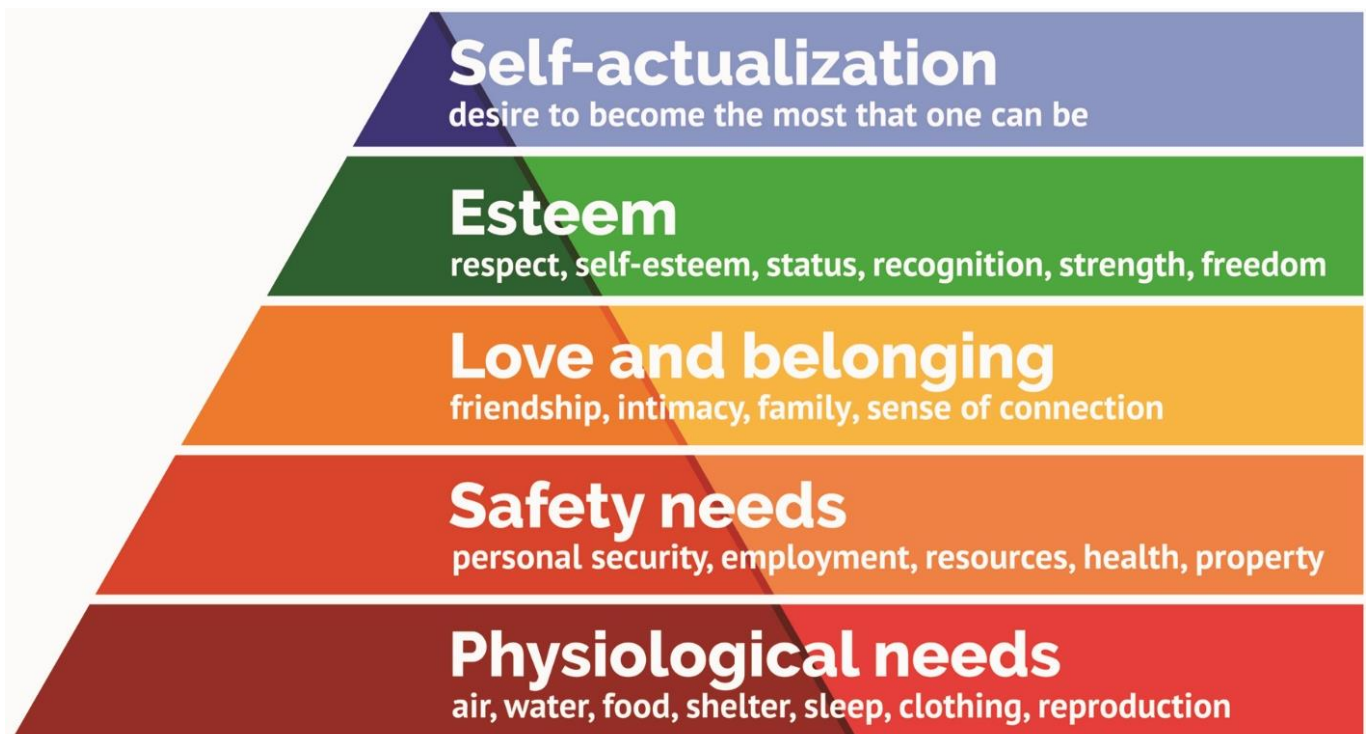 Self-actualization
desire to become the most that one can be
Esteem
respect, self-esteem, status, recognition, strength, freedom
Love and belonging
friendship, intimacy, family, sense of connection
Safety needs
personal security, employment, resources, health, property
Physiological needs
air, water, food, shelter, sleep, clothing, reproduction